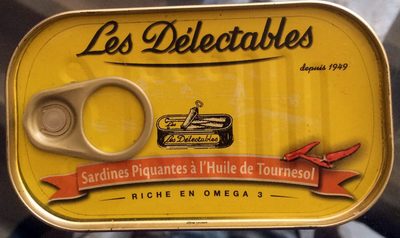 Les Délectables
depuis 1949
Les Délectables
Sardines Piquantes à l'Huile de Tournesol
RICHE EN OMEGA 3